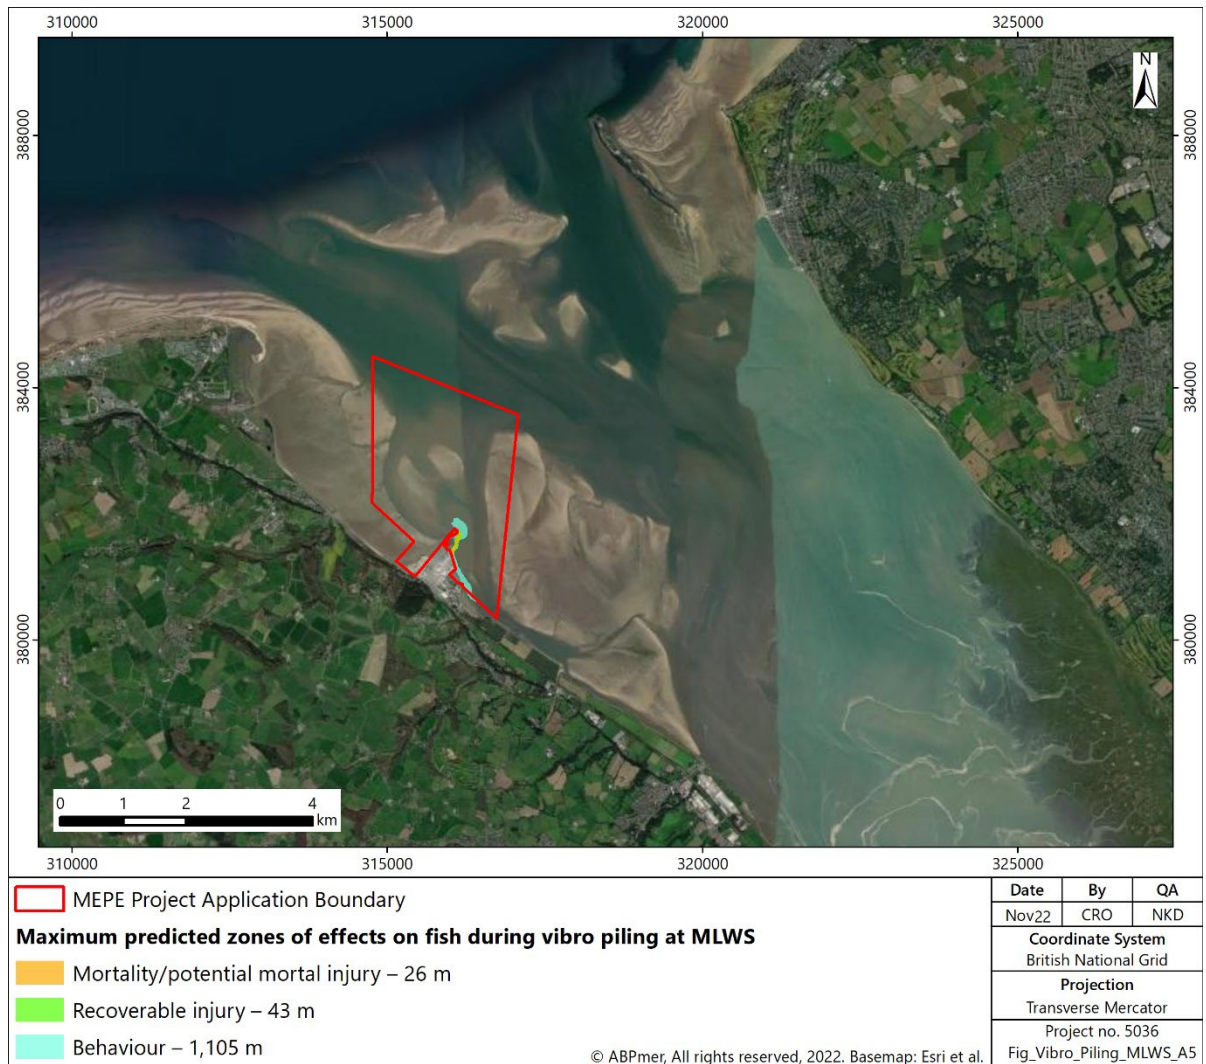 310000 315000 320000 325000
N
388000 388000
384000 384000
380000 380000
0 1 2 4
km
310000 315000 320000 325000
MEPE Project Application Boundary
Maximum predicted zones of effects on fish during vibro piling at MLWS
Mortality/potential mortal injury – 26 m
Recoverable injury – 43 m
Behaviour – 1,105 m
© ABPmer, All rights reserved, 2022. Basemap: Esri et al.
Date By QA
Nov22 CRO NKD
Coordinate System
British National Grid
Projection
Transverse Mercator
Project no. 5036
Fig_Vibro_Piling_MLWS_A5